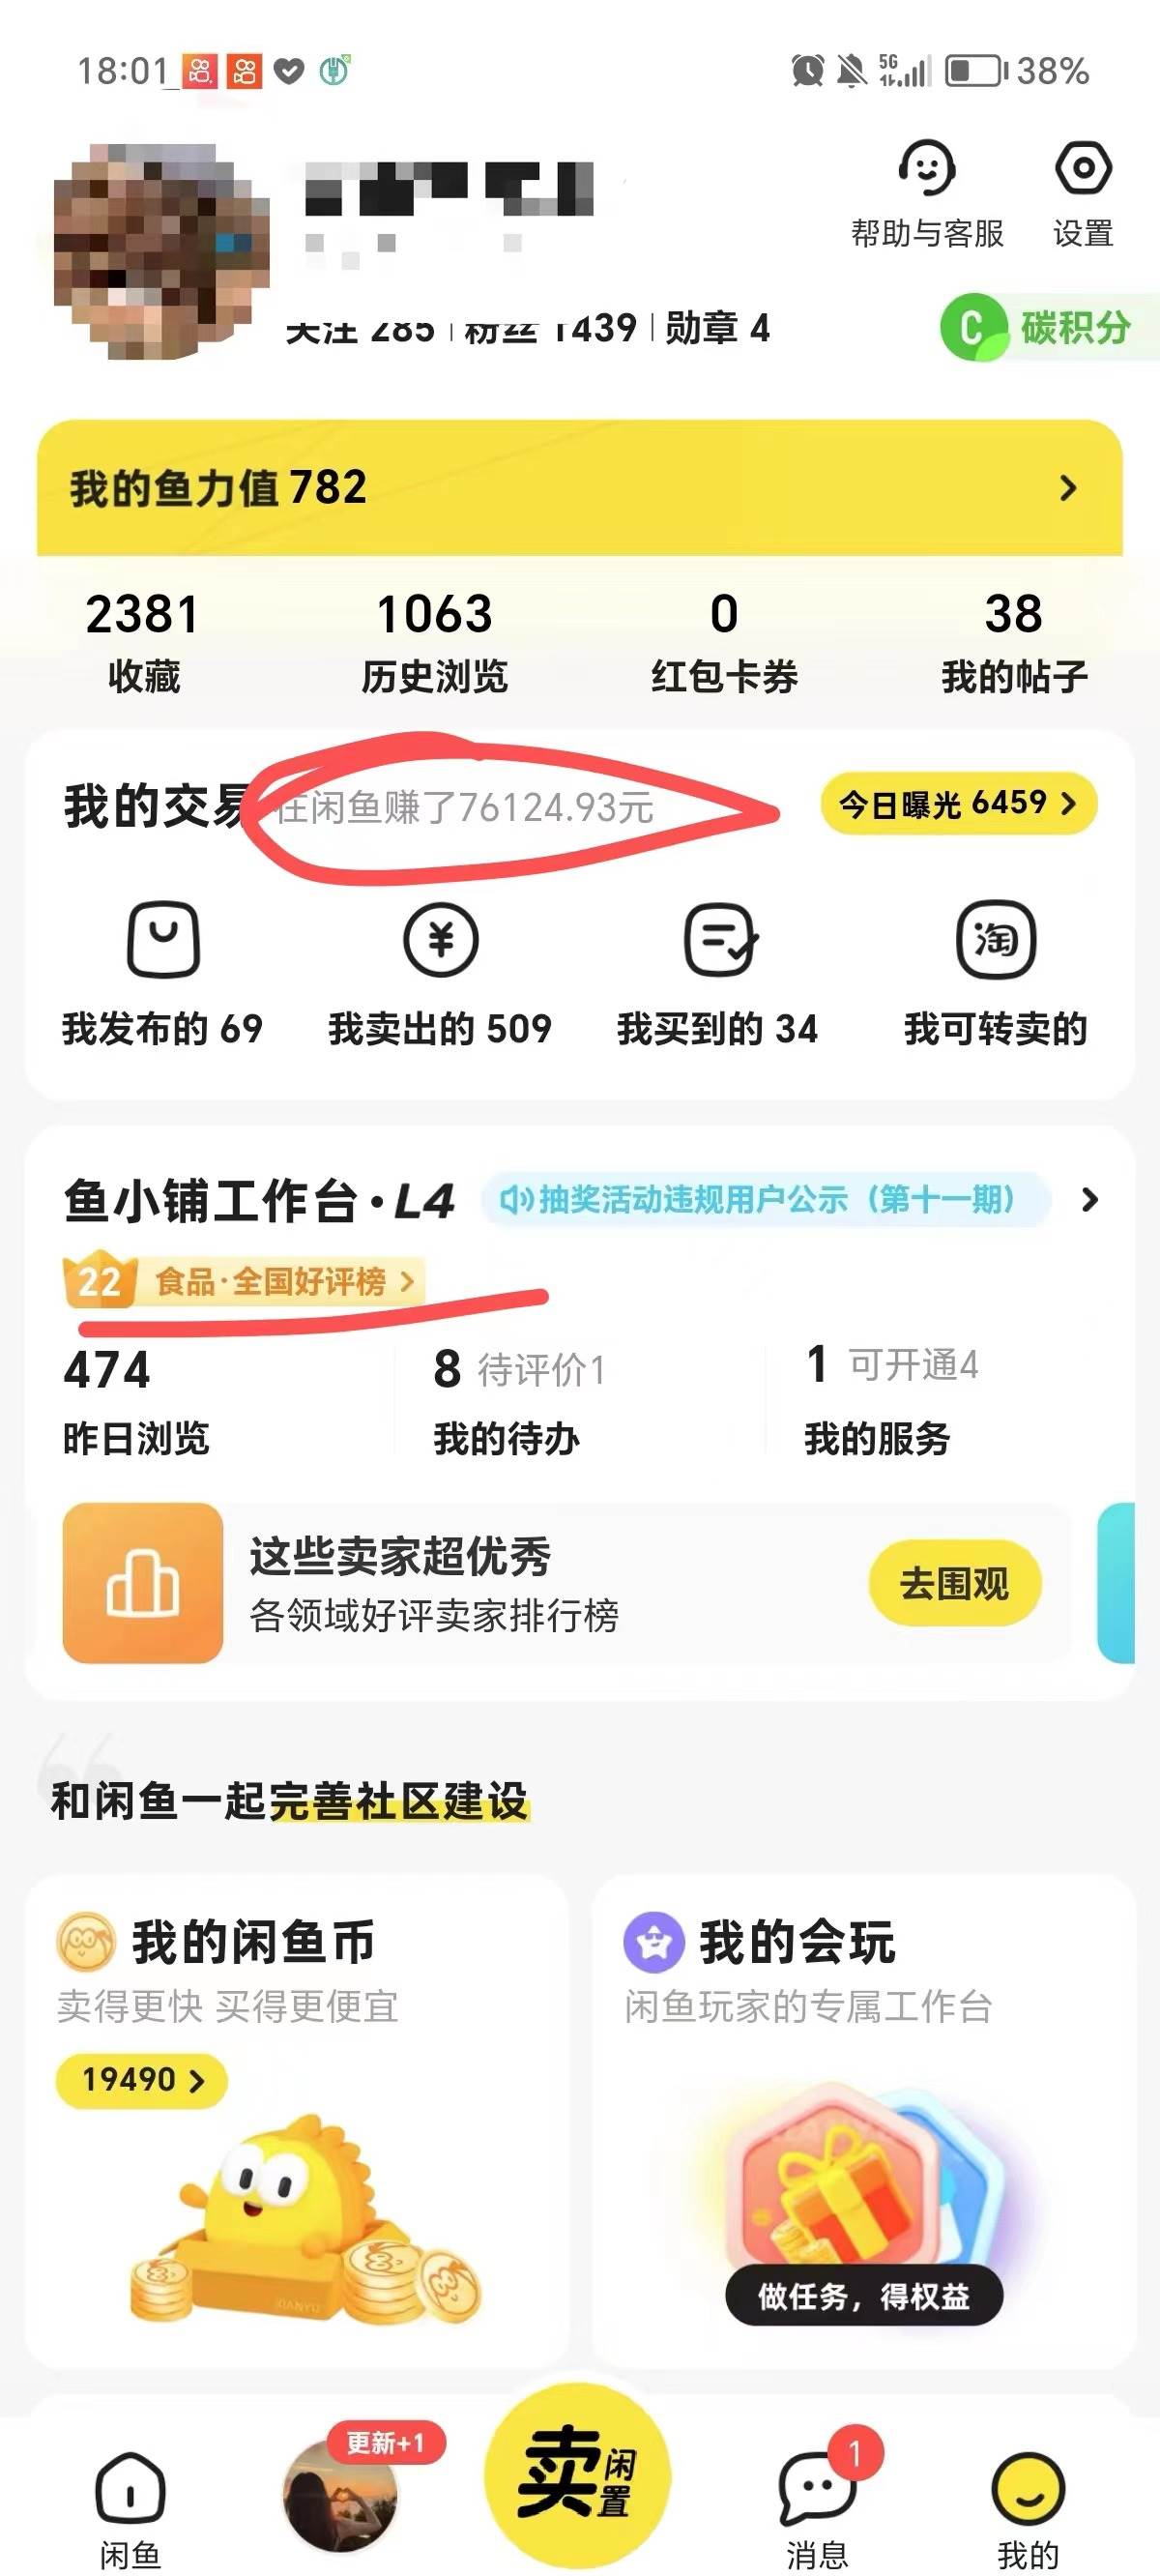 18:01 5G 38%
帮助与客服 设置
关注 285 粉丝 1439 勋章 4 碳积分
我的鱼力值 782
2381 1063 0 38
收藏 历史浏览 红包卡券 我的帖子
我的交易 在闲鱼赚了76124.93元 今日曝光 6459
淘
我发布的 69 我卖出的 509 我买到的 34 我可转卖的
鱼小铺工作台·L4 抽奖活动违规用户公示（第十一期）
22 食品·全国好评榜
474 8 待评价1 1 可开通4
昨日浏览 我的待办 我的服务
这些卖家超优秀
各领域好评卖家排行榜
去围观
和闲鱼一起完善社区建设
我的闲鱼币 我的会玩
卖得更快 买得更便宜 闲鱼玩家的专属工作台
19490
XIANYU
做任务，得权益
更新+1 卖闲置 1
闲鱼 消息 我的